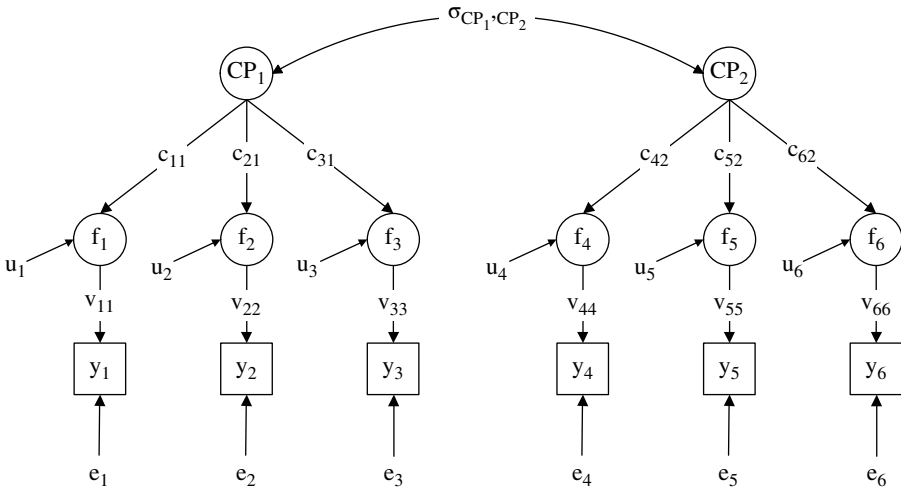 σCP₁,CP₂
CP₁ CP₂
c₁₁ c₂₁ c₃₁ c₄₂ c₅₂ c₆₂
f₁ f₂ f₃ f₄ f₅ f₆
u₁ u₂ u₃ u₄ u₅ u₆
v₁₁ v₂₂ v₃₃ v₄₄ v₅₅ v₆₆
y₁ y₂ y₃ y₄ y₅ y₆
e₁ e₂ e₃ e₄ e₅ e₆